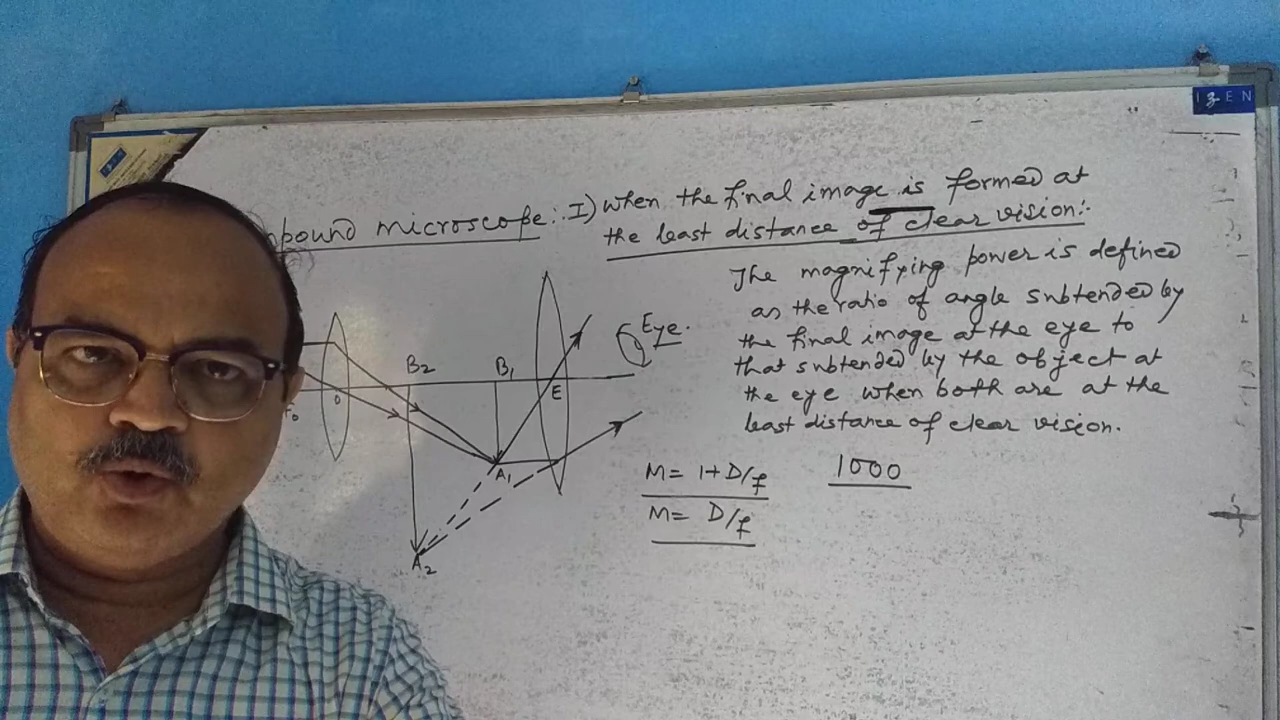 mpound microscope:. I) When the final image is formed at
the least distance of clear vision:.
The magnifying power is defined
as the ratio of angle subtended by
the final image at the eye to
that subtended by the object at
the eye when both are at the
least distance of clear vision.
Eye.
B2
B1
E
O
Fo
A1
A2
M= 1+D/f
1000
M= D/f